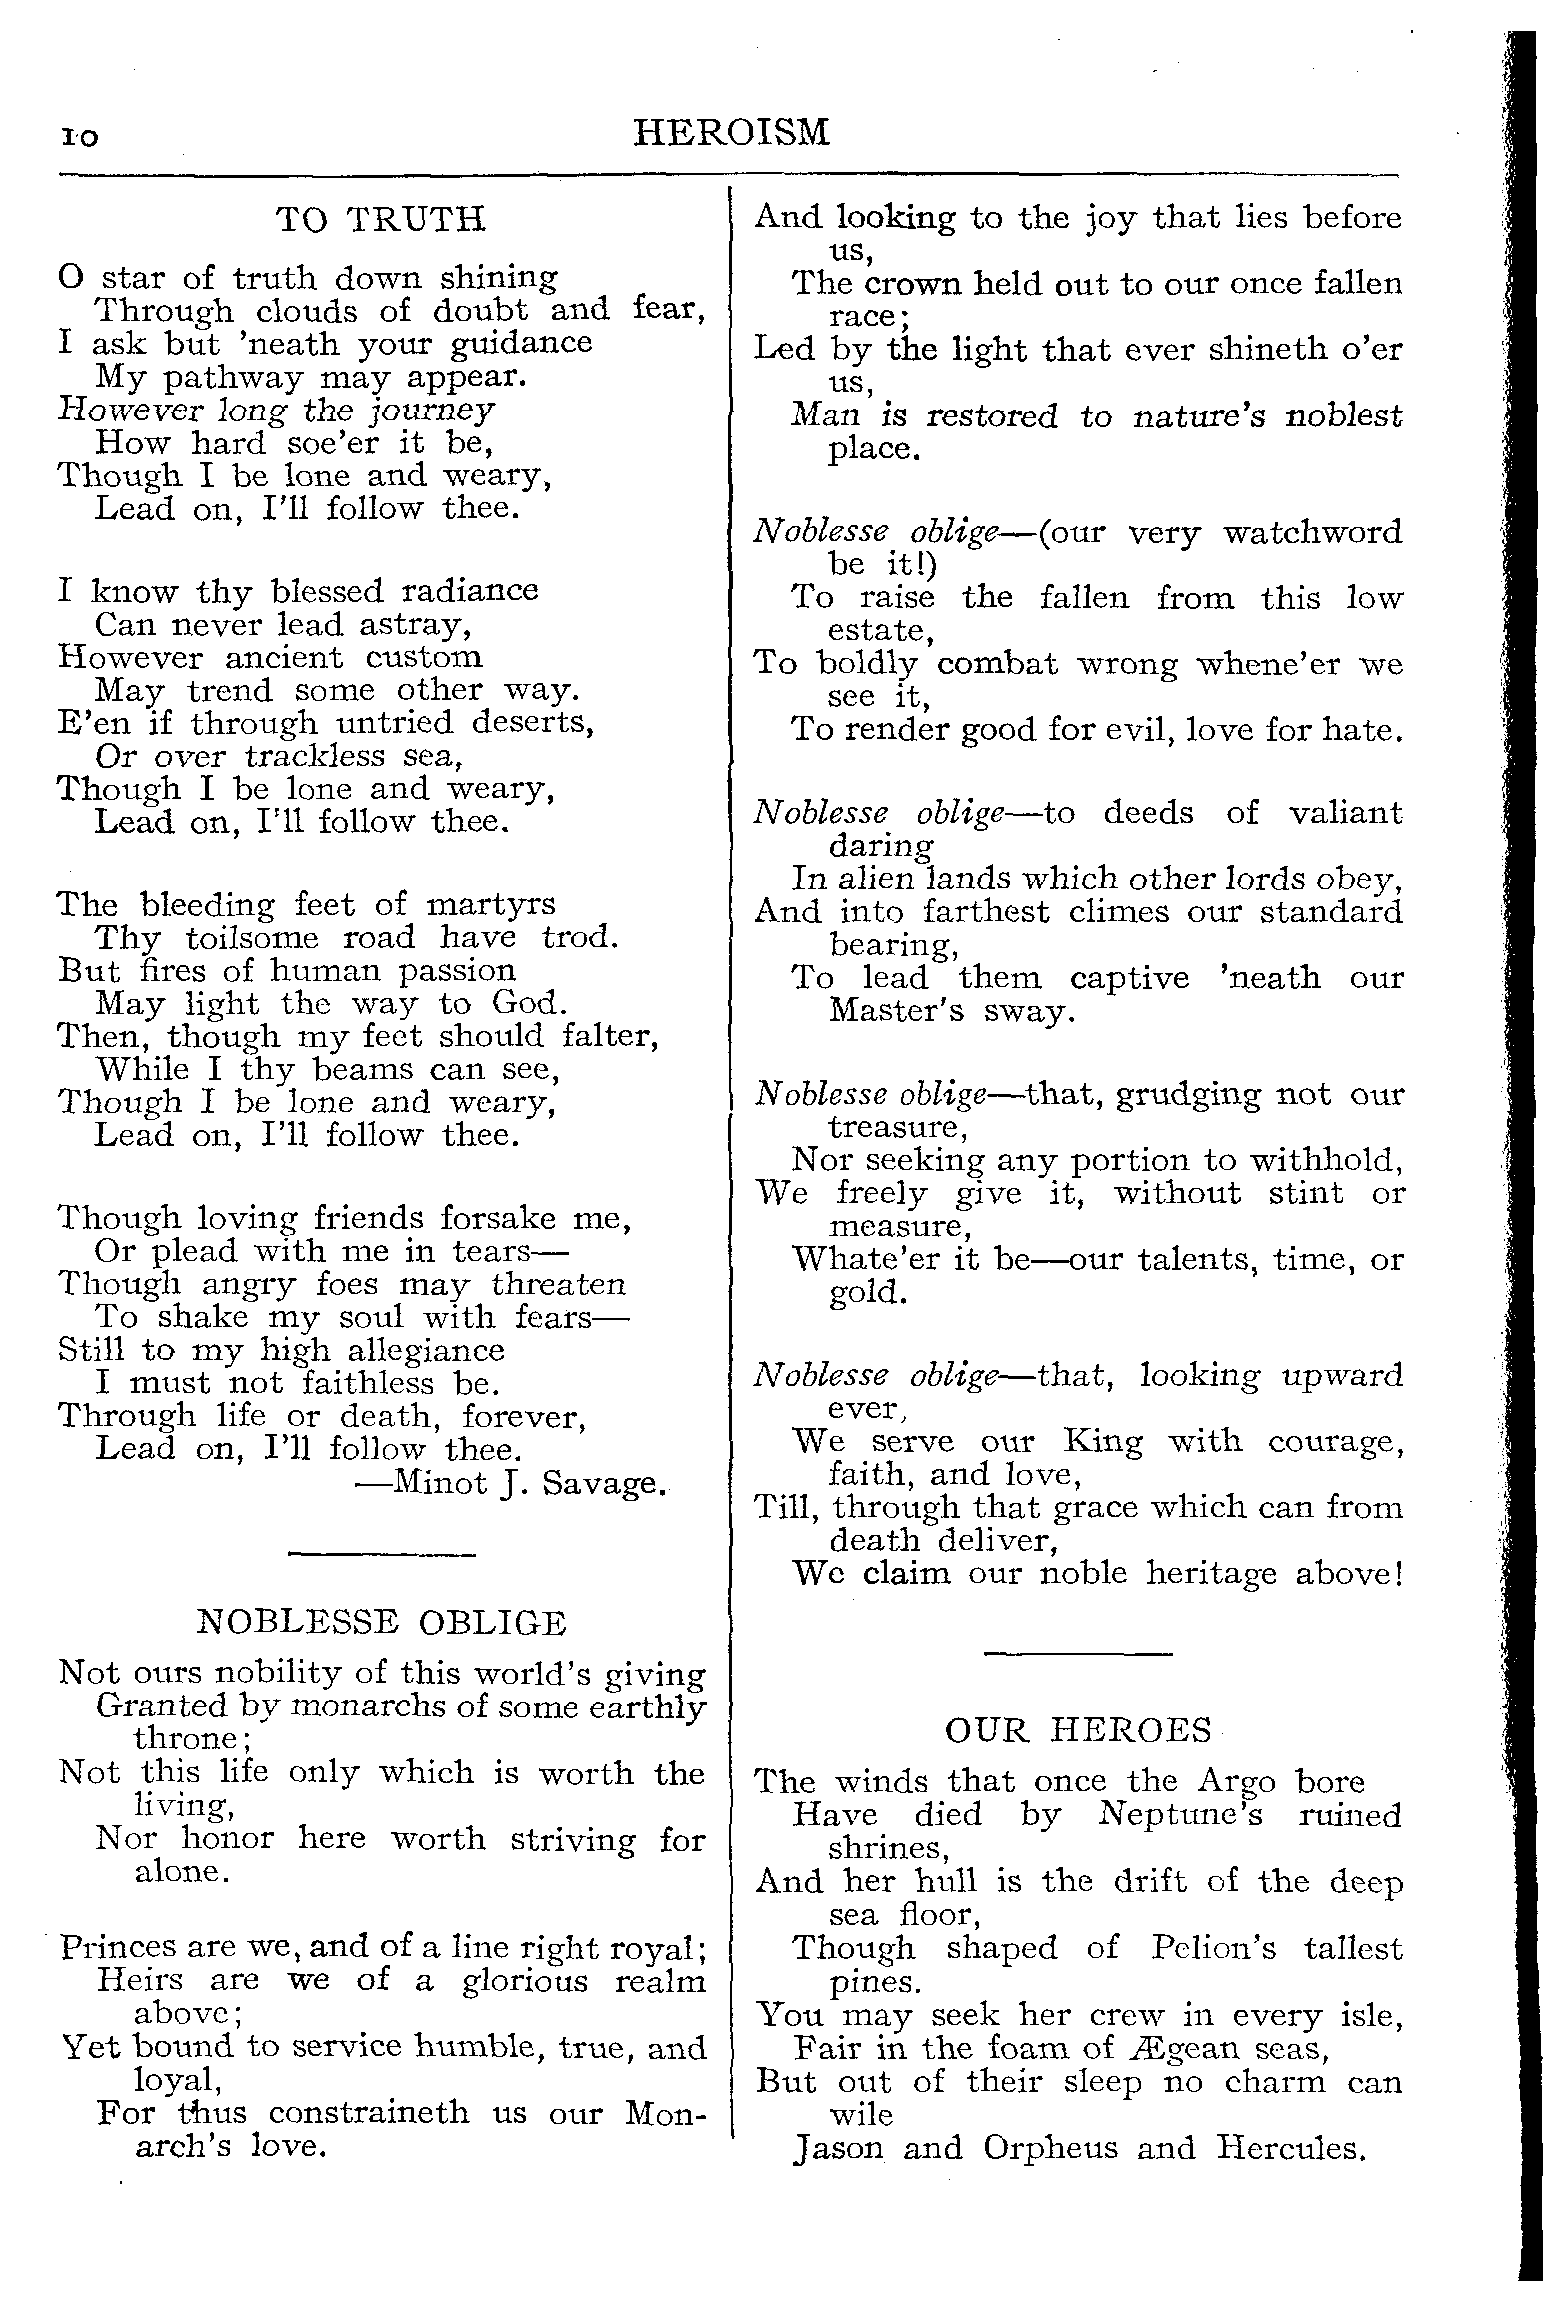 10
HEROISM
TO TRUTH
O star of truth down shining
Through clouds of doubt and fear,
I ask but 'neath your guidance
My pathway may appear.
However long the journey
How hard soe'er it be,
Though I be lone and weary,
Lead on, I'll follow thee.
I know thy blessed radiance
Can never lead astray,
However ancient custom
May trend some other way.
E'en if through untried deserts,
Or over trackless sea,
Though I be lone and weary,
Lead on, I'll follow thee.
The bleeding feet of martyrs
Thy toilsome road have trod.
But fires of human passion
May light the way to God.
Then, though my feet should falter,
While I thy beams can see,
Though I be lone and weary,
Lead on, I'll follow thee.
Though loving friends forsake me,
Or plead with me in tears—
Though angry foes may threaten
To shake my soul with fears—
Still to my high allegiance
I must not faithless be.
Through life or death, forever,
Lead on, I'll follow thee.
—Minot J. Savage.
NOBLESSE OBLIGE
Not ours nobility of this world's giving
Granted by monarchs of some earthly
throne;
Not this life only which is worth the
living,
Nor honor here worth striving for
alone.
Princes are we, and of a line right royal;
Heirs are we of a glorious realm
above;
Yet bound to service humble, true, and
loyal,
For thus constraineth us our Mon-
arch's love.
And looking to the joy that lies before
us,
The crown held out to our once fallen
race;
Led by the light that ever shineth o'er
us,
Man is restored to nature's noblest
place.
Noblesse oblige—(our very watchword
be it!)
To raise the fallen from this low
estate,
To boldly combat wrong whene'er we
see it,
To render good for evil, love for hate.
Noblesse oblige—to deeds of valiant
daring
In alien lands which other lords obey,
And into farthest climes our standard
bearing,
To lead them captive 'neath our
Master's sway.
Noblesse oblige—that, grudging not our
treasure,
Nor seeking any portion to withhold,
We freely give it, without stint or
measure,
Whate'er it be—our talents, time, or
gold.
Noblesse oblige—that, looking upward
ever,
We serve our King with courage,
faith, and love,
Till, through that grace which can from
death deliver,
We claim our noble heritage above!
OUR HEROES
The winds that once the Argo bore
Have died by Neptune's ruined
shrines,
And her hull is the drift of the deep
sea floor,
Though shaped of Pelion's tallest
pines.
You may seek her crew in every isle,
Fair in the foam of Ægean seas,
But out of their sleep no charm can
wile
Jason and Orpheus and Hercules.